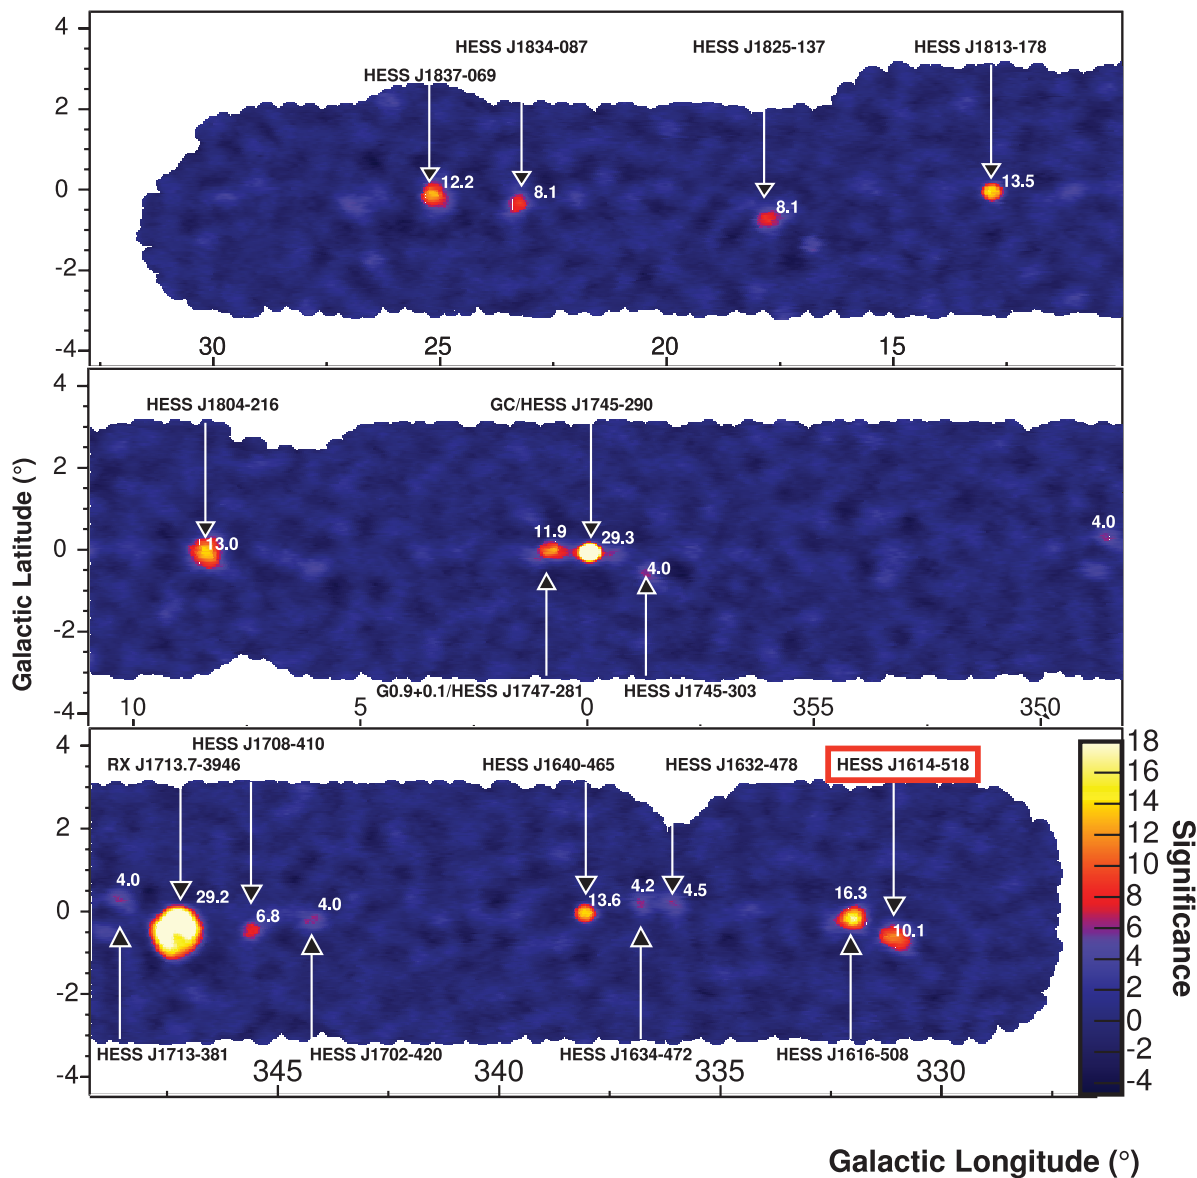 4
HESS J1834-087 HESS J1825-137 HESS J1813-178
HESS J1837-069
2
0
12.2 8.1 8.1 13.5
-2
-4
30 25 20 15
4
HESS J1804-216 GC/HESS J1745-290
2
0
13.0 11.9 29.3 4.0 4.0
-2
G0.9+0.1/HESS J1747-281 HESS J1745-303
-4
10 5 0 355 350
Galactic Latitude (°)
4
HESS J1708-410
RX J1713.7-3946 HESS J1640-465 HESS J1632-478 HESS J1614-518
2
0
4.0 29.2 6.8 4.0 13.6 4.2 4.5 16.3 10.1
-2
HESS J1713-381 HESS J1702-420 HESS J1634-472 HESS J1616-508
-4
345 340 335 330
18
16
14
12
10
8
6
4
2
0
-2
-4
Significance
Galactic Longitude (°)